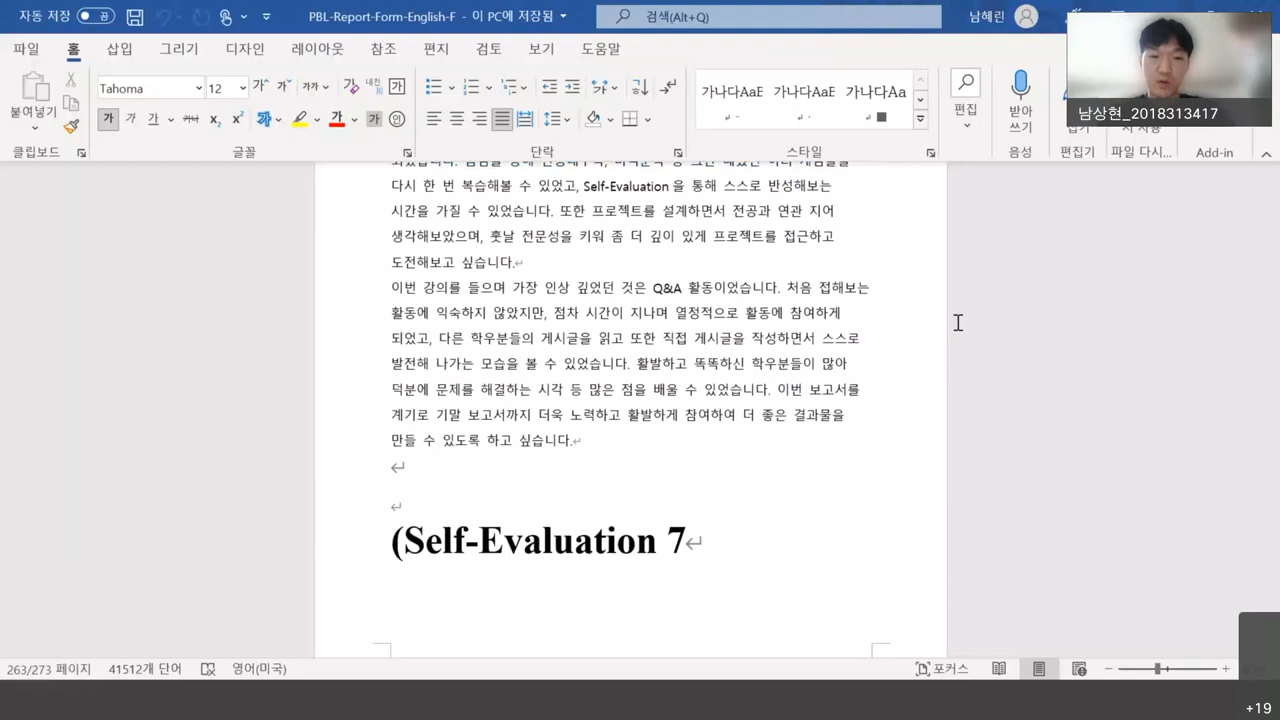 자동 저장 끔 PBL-Report-Form-English-F - 이 PC에 저장됨 검색(Alt+Q) 남혜린
파일 홈 삽입 그리기 디자인 레이아웃 참조 편지 검토 보기 도움말
남상현_2018313417
붙여넣기 Tahoma 12 가나다AaE 가나다AaE 가나다Aa 편집 받아쓰기
클립보드 글꼴 단락 스타일 음성 편집기 파일 다시... Add-in
다시 한 번 복습해볼 수 있었고, Self-Evaluation 을 통해 스스로 반성해보는
시간을 가질 수 있었습니다. 또한 프로젝트를 설계하면서 전공과 연관 지어
생각해보았으며, 훗날 전문성을 키워 좀 더 깊이 있게 프로젝트를 접근하고
도전해보고 싶습니다.
이번 강의를 들으며 가장 인상 깊었던 것은 Q&A 활동이었습니다. 처음 접해보는
활동에 익숙하지 않았지만, 점차 시간이 지나며 열정적으로 활동에 참여하게
되었고, 다른 학우분들의 게시글을 읽고 또한 직접 게시글을 작성하면서 스스로
발전해 나가는 모습을 볼 수 있었습니다. 활발하고 똑똑하신 학우분들이 많아
덕분에 문제를 해결하는 시각 등 많은 점을 배울 수 있었습니다. 이번 보고서를
계기로 기말 보고서까지 더욱 노력하고 활발하게 참여하여 더 좋은 결과물을
만들 수 있도록 하고 싶습니다.
(Self-Evaluation 7
263/273 페이지 41512개 단어 영어(미국) 포커스
+19